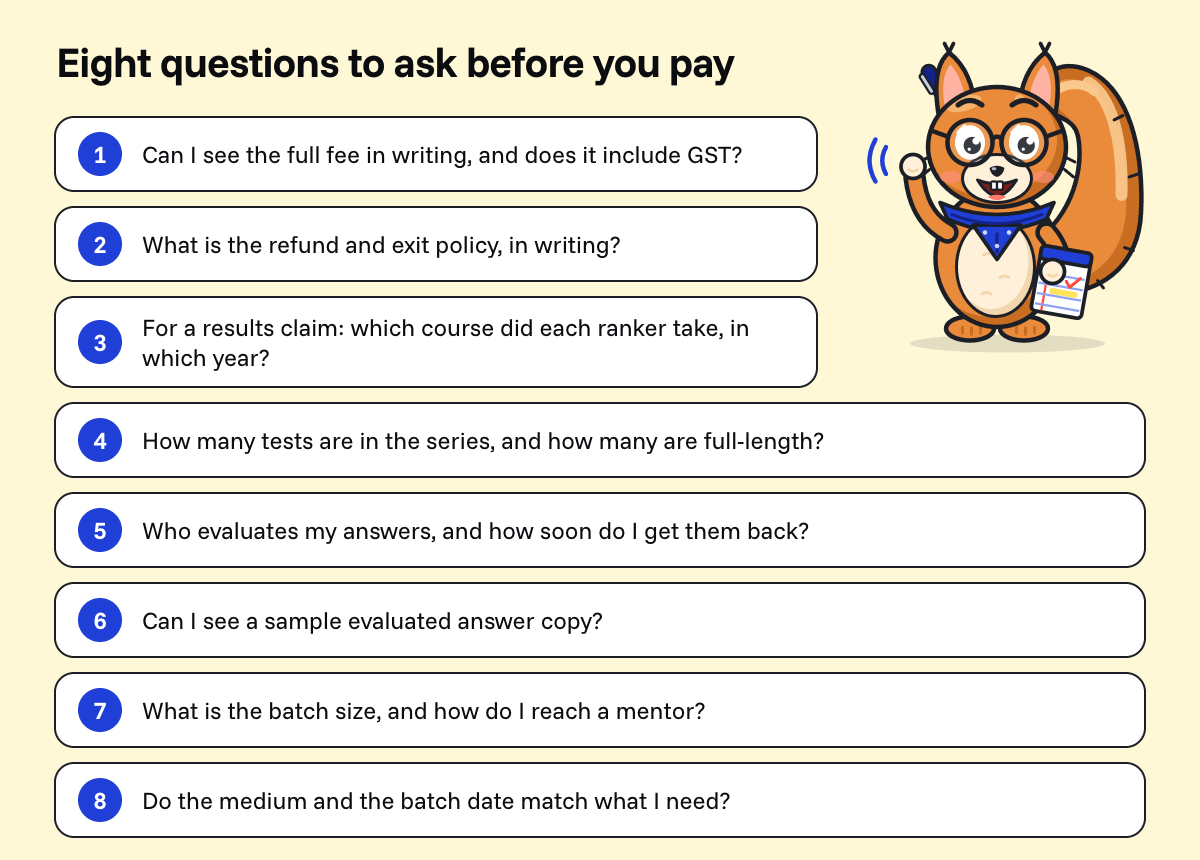 Eight questions to ask before you pay
1 Can I see the full fee in writing, and does it include GST?
2 What is the refund and exit policy, in writing?
3 For a results claim: which course did each ranker take, in
which year?
4 How many tests are in the series, and how many are full-length?
5 Who evaluates my answers, and how soon do I get them back?
6 Can I see a sample evaluated answer copy?
7 What is the batch size, and how do I reach a mentor?
8 Do the medium and the batch date match what I need?